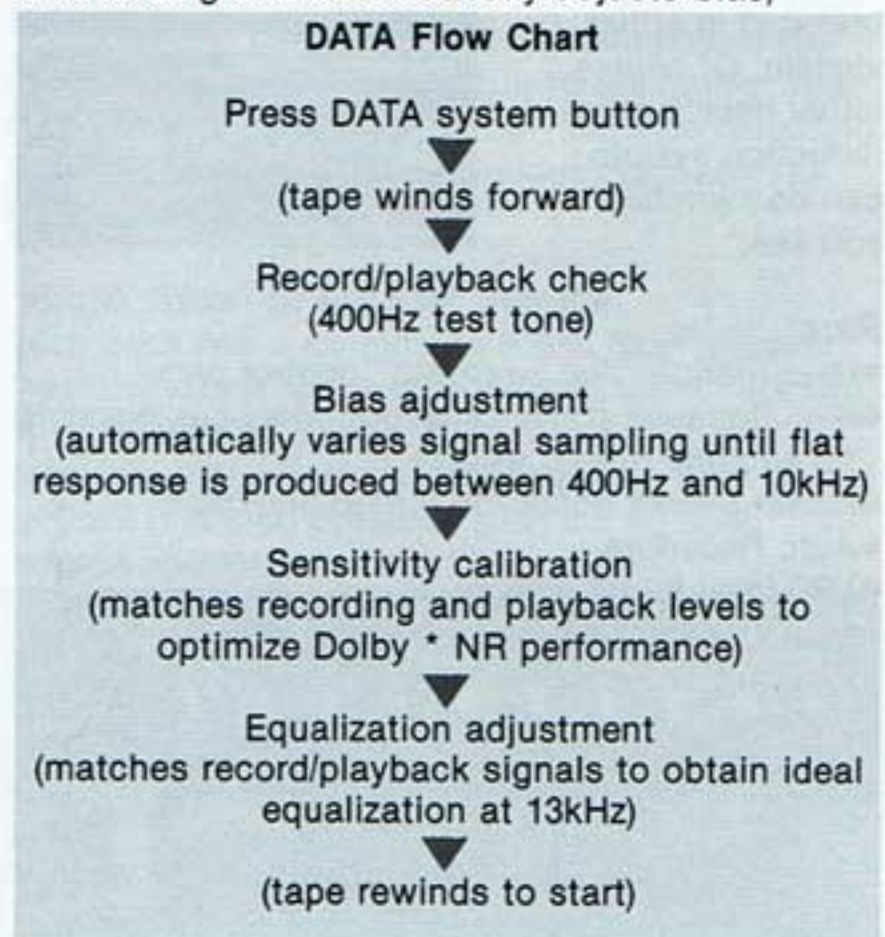 DATA Flow Chart
Press DATA system button
(tape winds forward)
Record/playback check
(400Hz test tone)
Bias ajdustment
(automatically varies signal sampling until flat
response is produced between 400Hz and 10kHz)
Sensitivity calibration
(matches recording and playback levels to
optimize Dolby * NR performance)
Equalization adjustment
(matches record/playback signals to obtain ideal
equalization at 13kHz)
(tape rewinds to start)